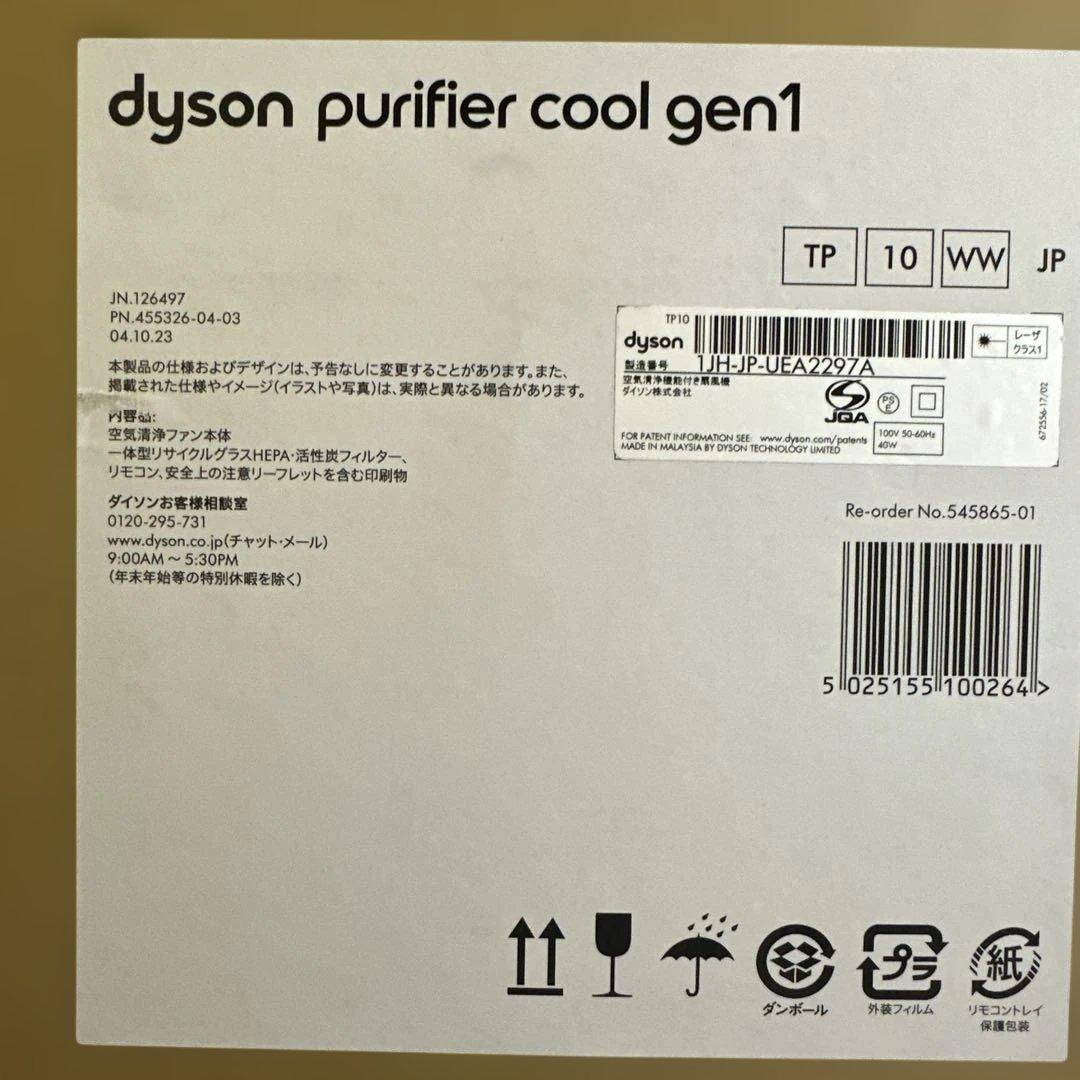 dyson purifier cool gen1
TP 10 WW JP
JN.126497
PN.455326-04-03
04.10.23
本製品の仕様およびデザインは、予告なしに変更することがあります。また、
掲載された仕様やイメージ(イラストや写真)は、実際と異なる場合があります。
内容品:
空気清浄ファン本体
一体型リサイクルグラスHEPA・活性炭フィルター、
リモコン、安全上の注意リーフレットを含む印刷物
ダイソンお客様相談室
0120-295-731
www.dyson.co.jp(チャット・メール)
9:00AM ~ 5:30PM
(年末年始等の特別休暇を除く)
TP10
dyson
レーザ
クラス1
製造番号 1JH-JP-UEA2297A
空気清浄機能付き扇風機
ダイソン株式会社
JQA
PS
E
FOR PATENT INFORMATION SEE: www.dyson.com/patents
MADE IN MALAYSIA BY DYSON TECHNOLOGY LIMITED
100V 50-60Hz
40W
672556-17/02
Re-order No.545865-01
5 025155 100264 >
プラ
紙
ダンボール
外装フィルム
リモコントレイ
保護包装